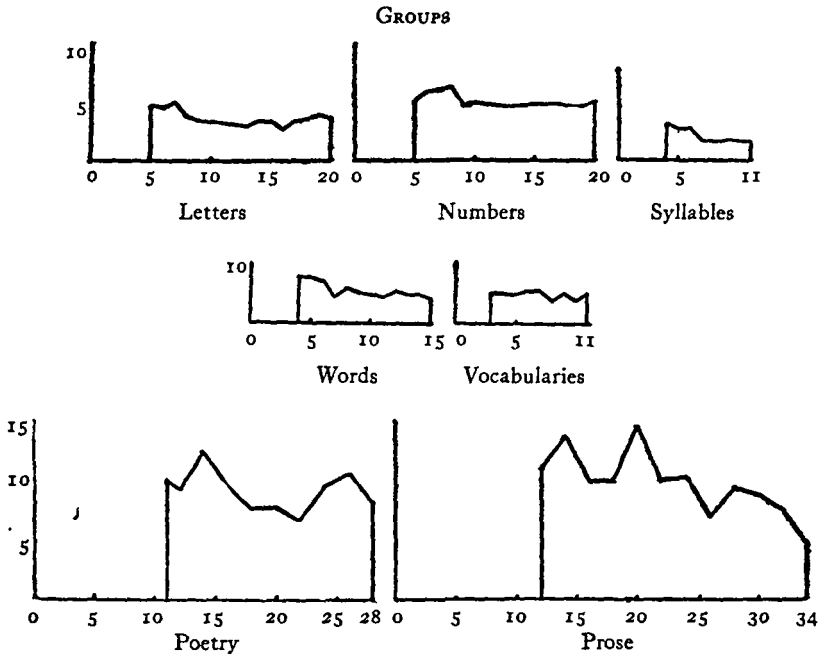 GROUPS
10
5
0 5 10 15 20 0 5 10 15 20 0 5 11
Letters Numbers Syllables
10
0 5 10 15 0 5 11
Words Vocabularies
15
10
5
0 5 10 15 20 25 28 0 5 10 15 20 25 30 34
Poetry Prose